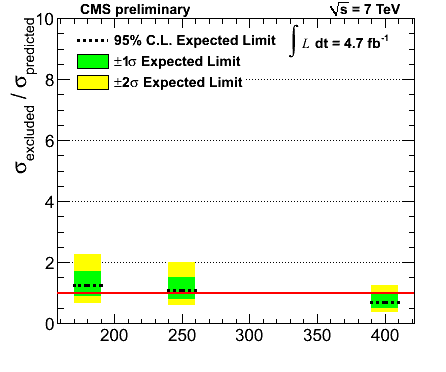 CMS preliminary √s = 7 TeV
σexcluded / σpredicted
95% C.L. Expected Limit
∫ L dt = 4.7 fb⁻¹
±1σ Expected Limit
±2σ Expected Limit
10
8
6
4
2
0
200 250 300 350 400